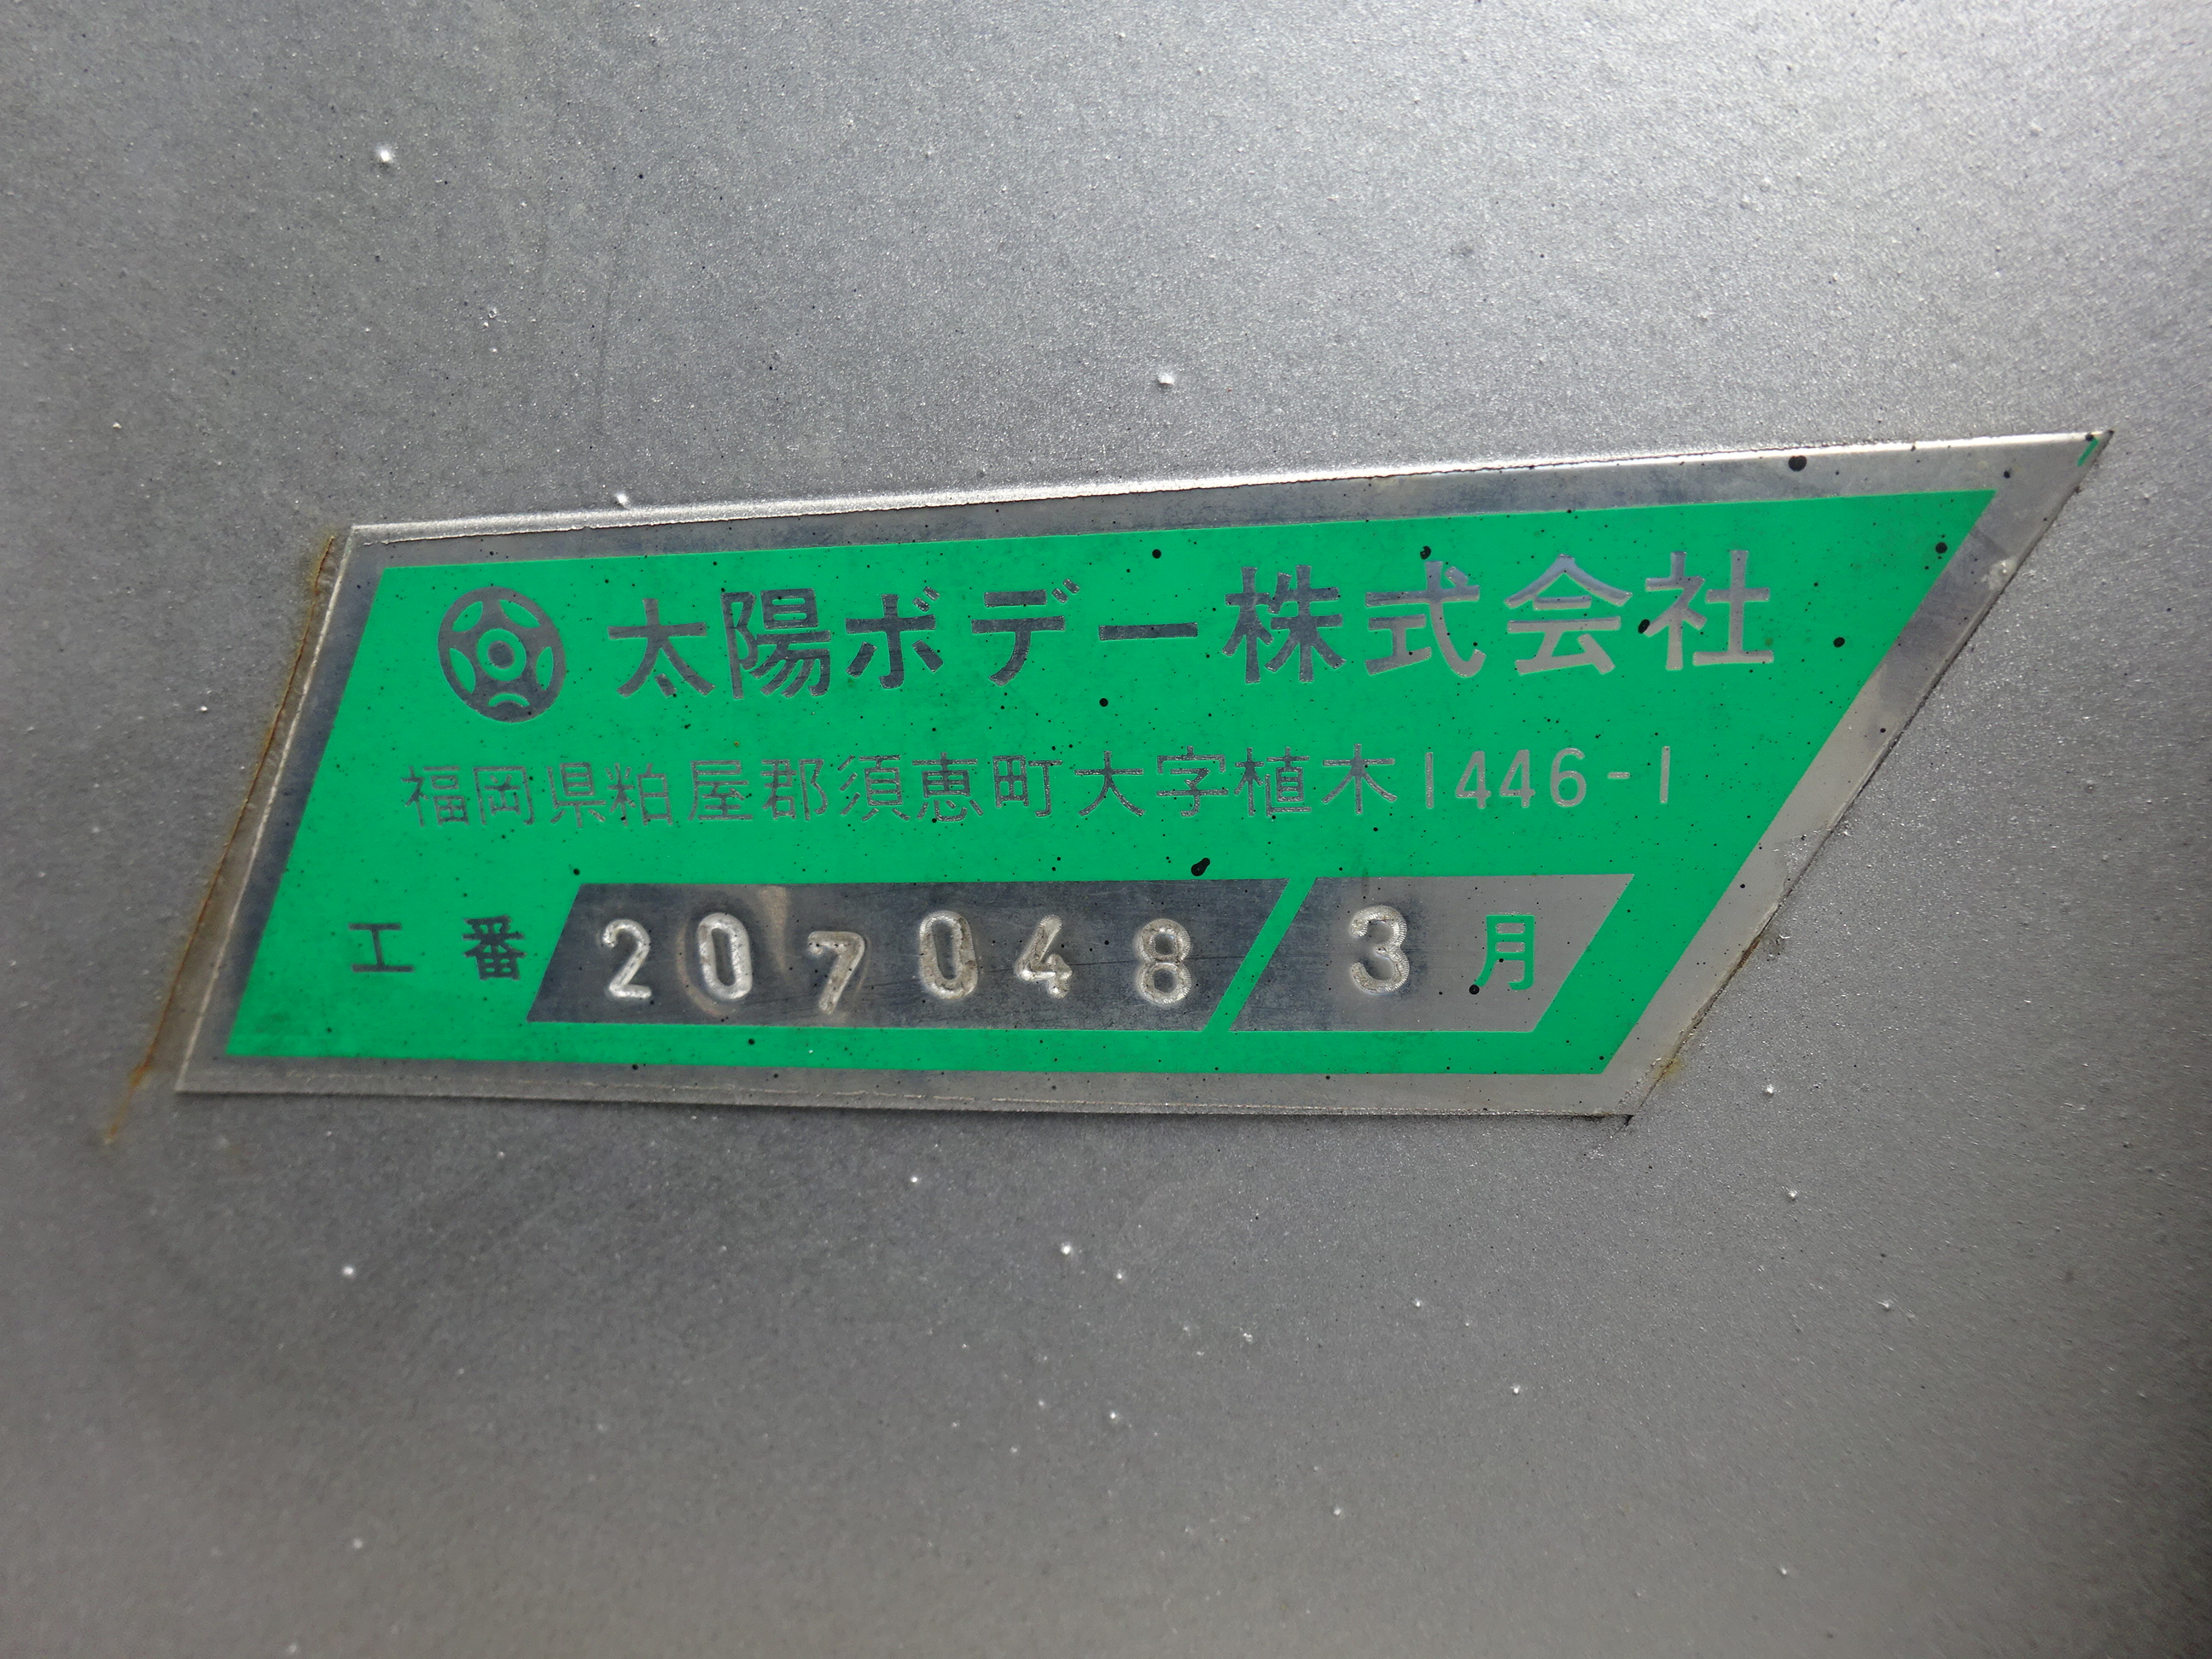 太陽ボデー株式会社
福岡県粕屋郡須恵町大字植木1446-1
工番 207048 3月